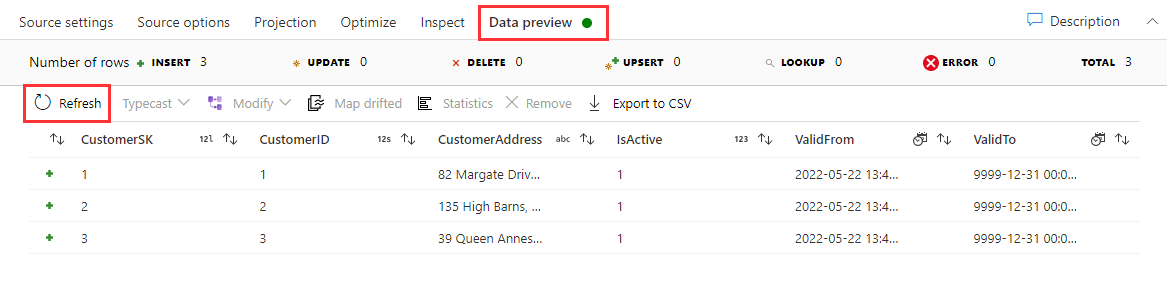 Source settings Source options Projection Optimize Inspect Data preview Description
Number of rows INSERT 3 UPDATE 0 DELETE 0 UPSERT 0 LOOKUP 0 ERROR 0 TOTAL 3
Refresh Typecast Modify Map drifted Statistics Remove Export to CSV
CustomerSK 12l CustomerID 12s CustomerAddress abc IsActive 123 ValidFrom ValidTo
1 1 82 Margate Driv... 1 2022-05-22 13:4... 9999-12-31 00:0...
2 2 135 High Barns, ... 1 2022-05-22 13:4... 9999-12-31 00:0...
3 3 39 Queen Annes... 1 2022-05-22 13:4... 9999-12-31 00:0...